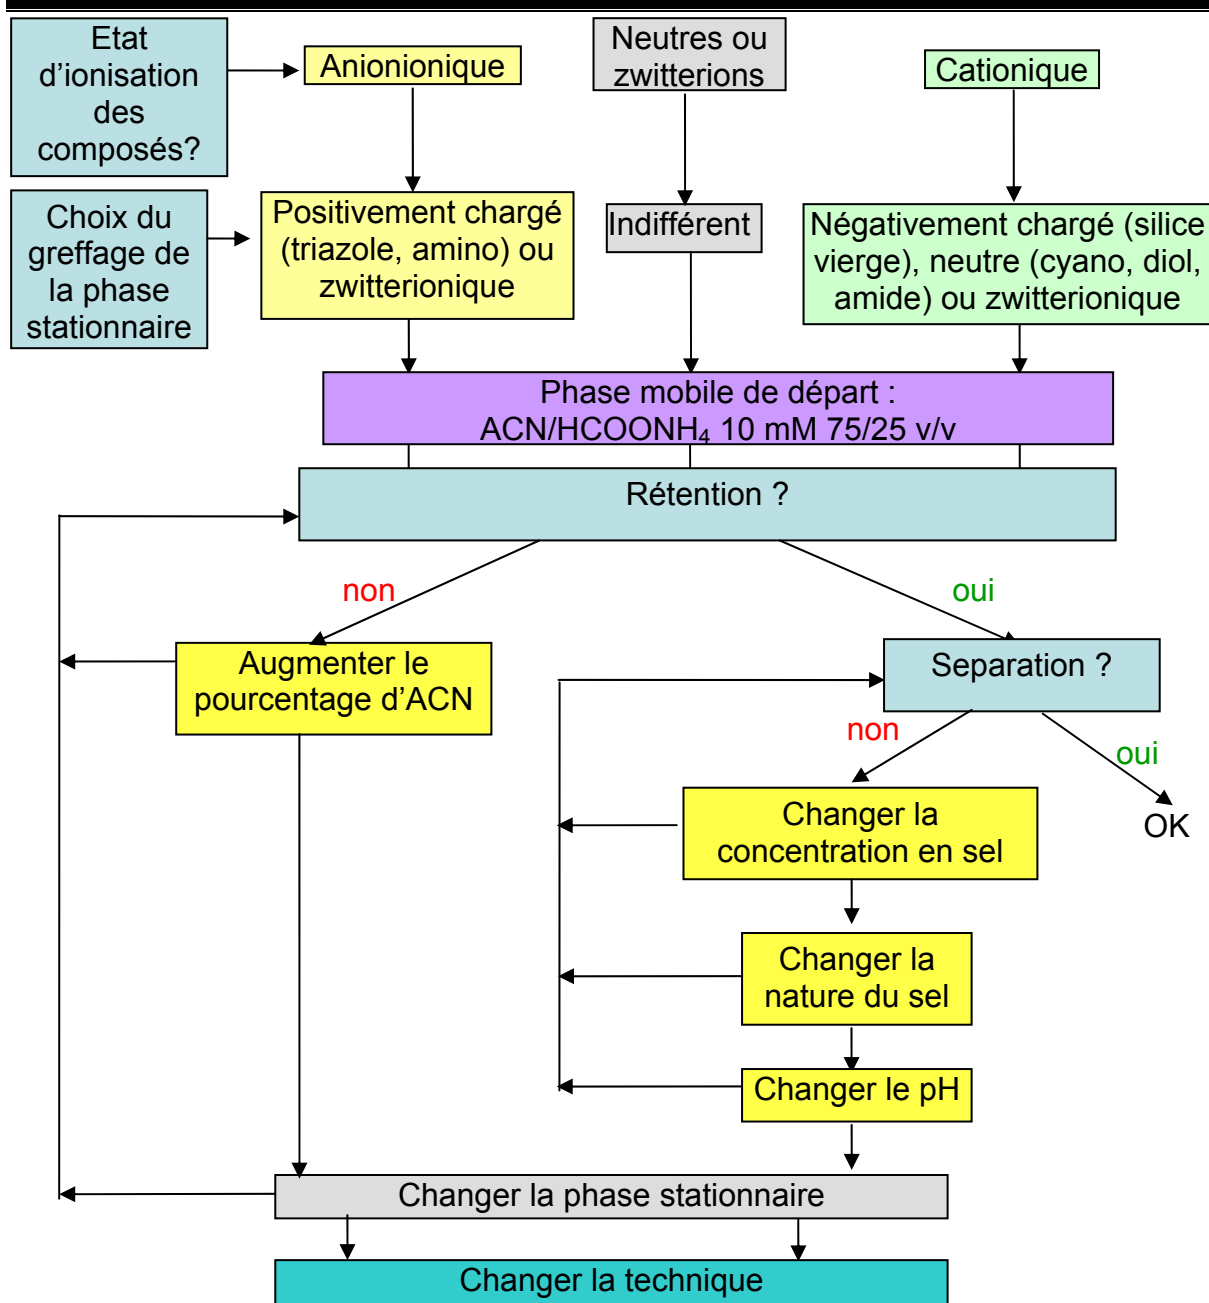 Etat
d'ionisation
des
composés?
Anionionique
Neutres ou
zwitterions
Cationique
Choix du
greffage de
la phase
stationnaire
Positivement chargé
(triazole, amino) ou
zwitterionique
Indifférent
Négativement chargé (silice
vierge), neutre (cyano, diol,
amide) ou zwitterionique
Phase mobile de départ :
ACN/HCOONH₄ 10 mM 75/25 v/v
Rétention ?
non
oui
Augmenter le
pourcentage d'ACN
Separation ?
non
oui
OK
Changer la
concentration en sel
Changer la
nature du sel
Changer le pH
Changer la phase stationnaire
Changer la technique